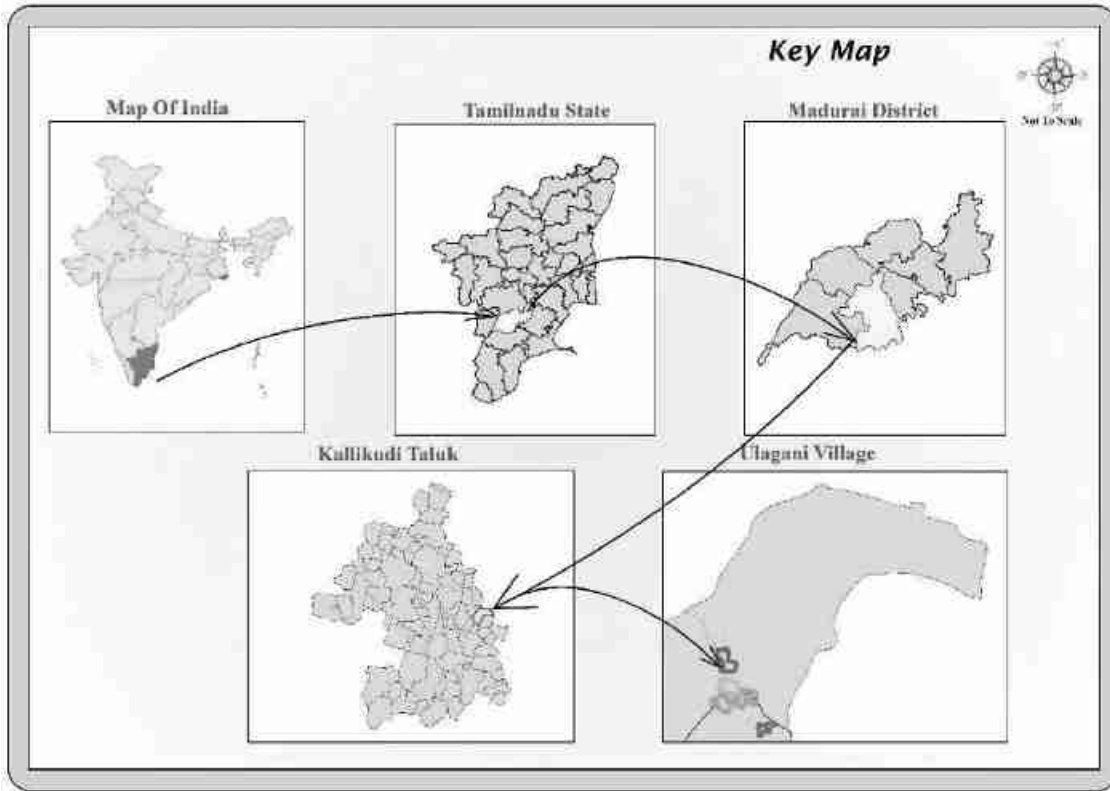 Key Map
Map Of India
Tamilnadu State
Madurai District
Not To Scale
Kallikudi Taluk
Ulagani Village